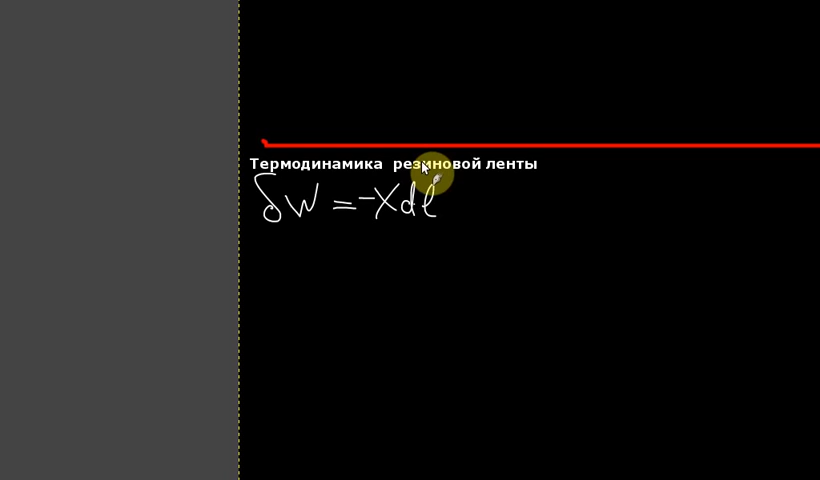 Термодинамика резиновой ленты
δW = -Xdℓ